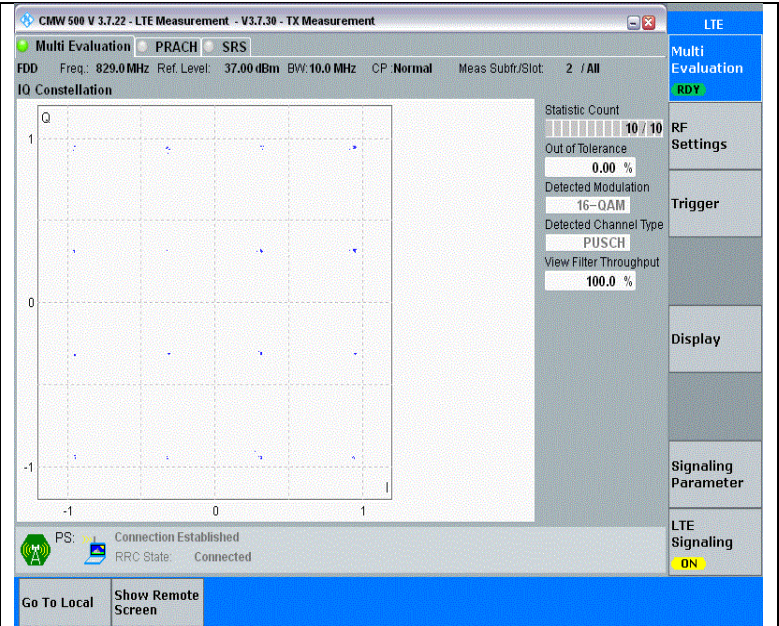 CMW 500 V 3.7.22 - LTE Measurement - V3.7.30 - TX Measurement
LTE
Multi Evaluation PRACH SRS
FDD Freq.: 829.0 MHz Ref. Level: 37.00 dBm BW: 10.0 MHz CP : Normal Meas Subfr./Slot: 2 / All
IQ Constellation
Q
1
0
-1
-1 0 1
I
Statistic Count
10 / 10
Out of Tolerance
0.00 %
Detected Modulation
16-QAM
Detected Channel Type
PUSCH
View Filter Throughput
100.0 %
Multi
Evaluation
RDY
RF
Settings
Trigger
Display
Signaling
Parameter
LTE
Signaling
ON
PS: Connection Established
RRC State: Connected
Go To Local
Show Remote
Screen